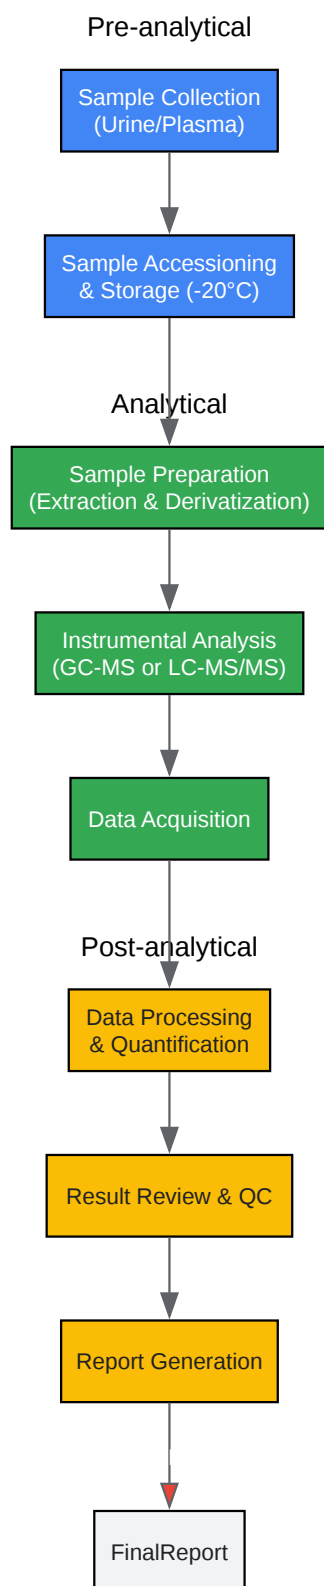 Pre-analytical
Sample Collection
(Urine/Plasma)
Sample Accessioning
& Storage (-20°C)
Analytical
Sample Preparation
(Extraction & Derivatization)
Instrumental Analysis
(GC-MS or LC-MS/MS)
Data Acquisition
Post-analytical
Data Processing
& Quantification
Result Review & QC
Report Generation
FinalReport